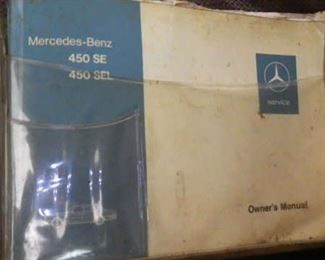 Mercedes-Benz
450 SE
450 SEL
service
Owner's Manual